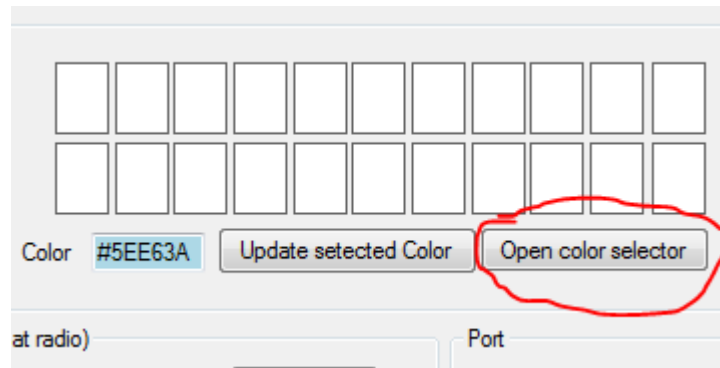 Color #5EE63A Update setected Color Open color selector
at radio) Port